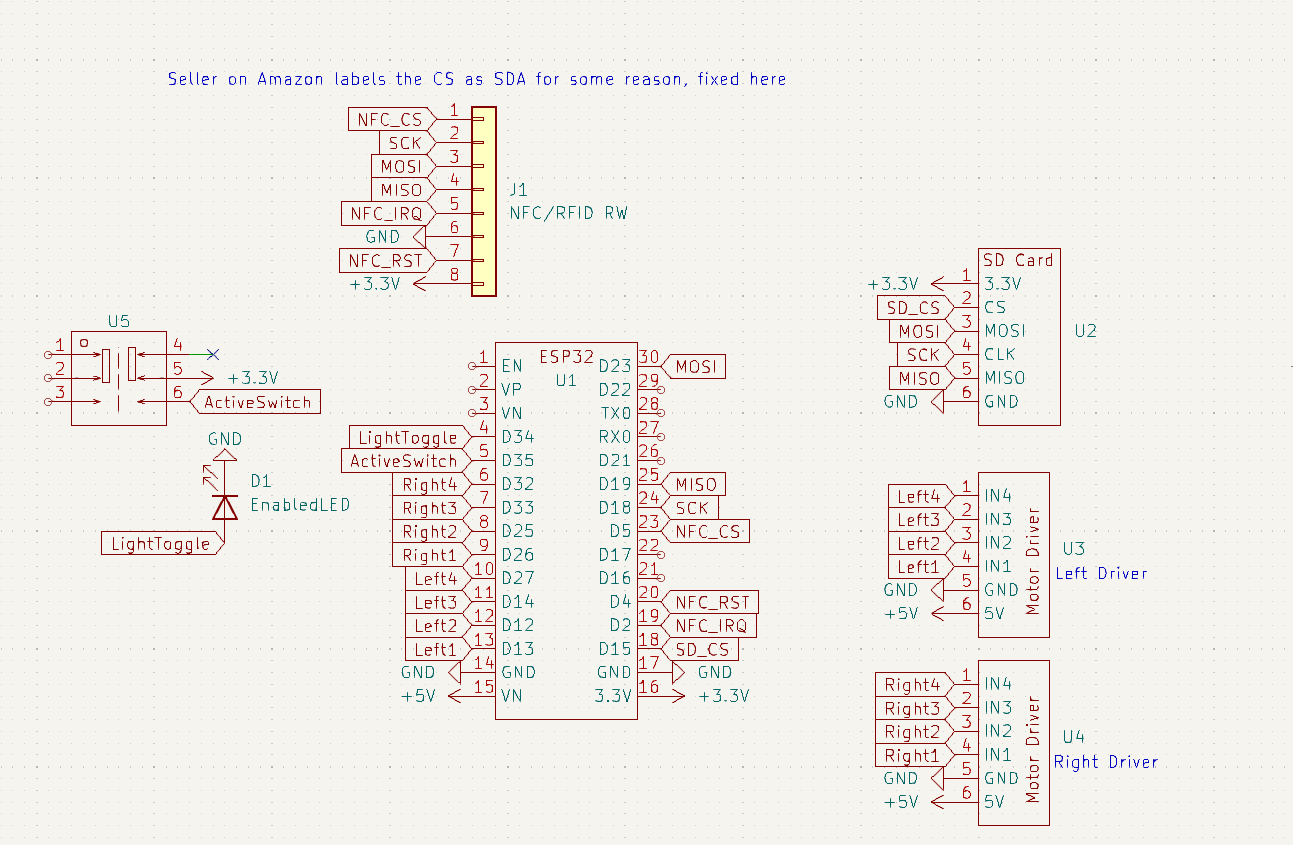 Seller on Amazon labels the CS as SDA for some reason, fixed here
NFC_CS 1
SCK 2
MOSI 3
MISO 4
NFC_IRQ 5
GND 6
NFC_RST 7
+3.3V 8
J1
NFC/RFID RW
U5
1 4
2 5 +3.3V
3 6 ActiveSwitch
GND
D1
EnabledLED
LightToggle
ESP32
U1
1 EN D23 30 MOSI
2 VP D22 29
3 VN TX0 28
LightToggle 4 D34 RX0 27
ActiveSwitch 5 D35 D21 26
Right4 6 D32 D19 25 MISO
Right3 7 D33 D18 24 SCK
Right2 8 D25 D5 23 NFC_CS
Right1 9 D26 D17 22
Left4 10 D27 D16 21
Left3 11 D14 D4 20 NFC_RST
Left2 12 D12 D2 19 NFC_IRQ
Left1 13 D13 D15 18 SD_CS
GND 14 GND GND 17 GND
+5V 15 VN 3.3V 16 +3.3V
SD Card
+3.3V 1 3.3V
SD_CS 2 CS
MOSI 3 MOSI
SCK 4 CLK
MISO 5 MISO
GND 6 GND
U2
Left4 1 IN4
Left3 2 IN3
Left2 3 IN2
Left1 4 IN1
GND 5 GND
+5V 6 5V
Motor Driver
U3
Left Driver
Right4 1 IN4
Right3 2 IN3
Right2 3 IN2
Right1 4 IN1
GND 5 GND
+5V 6 5V
Motor Driver
U4
Right Driver